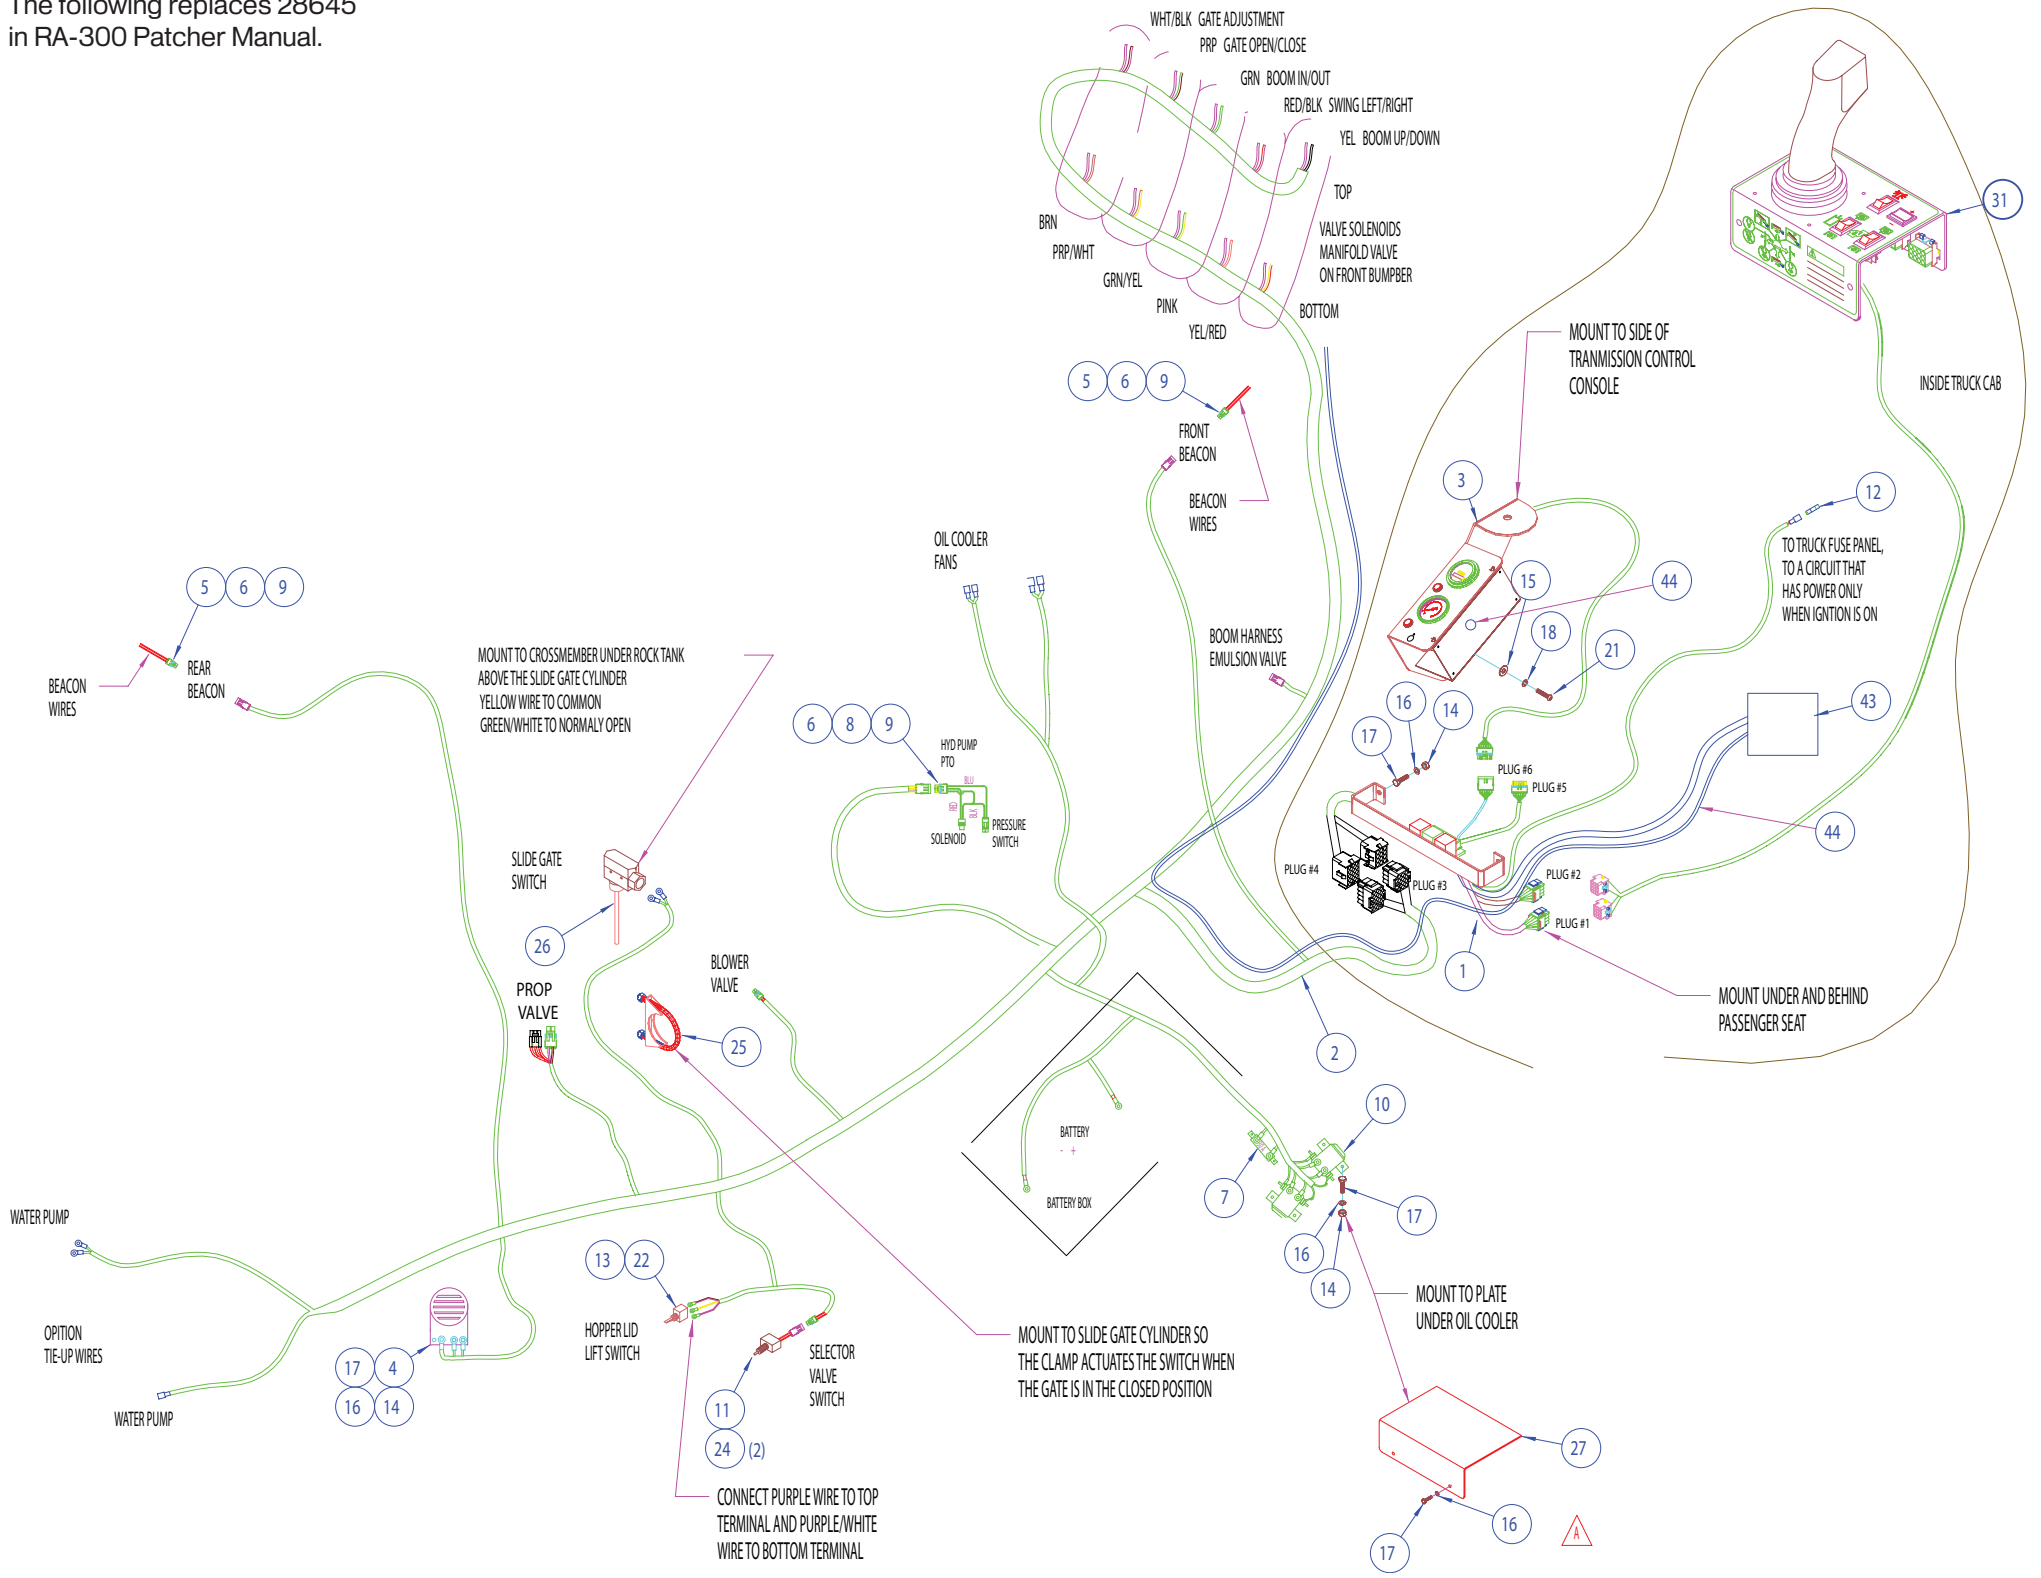 The following replaces 28645
in RA-300 Patcher Manual.
WHT/BLK GATE ADJUSTMENT
PRP GATE OPEN/CLOSE
GRN BOOM IN/OUT
RED/BLK SWING LEFT/RIGHT
YEL BOOM UP/DOWN
TOP
VALVE SOLENOIDS
MANIFOLD VALVE
ON FRONT BUMPBER
BOTTOM
BRN
PRP/WHT
GRN/YEL
PINK
YEL/RED
31
INSIDE TRUCK CAB
MOUNT TO SIDE OF
TRANMISSION CONTROL
CONSOLE
5 6 9
FRONT
BEACON
BEACON
WIRES
3
12
TO TRUCK FUSE PANEL,
TO A CIRCUIT THAT
HAS POWER ONLY
WHEN IGNTION IS ON
15
44
18
21
OIL COOLER
FANS
5 6 9
REAR
BEACON
BEACON
WIRES
MOUNT TO CROSSMEMBER UNDER ROCK TANK
ABOVE THE SLIDE GATE CYLINDER
YELLOW WIRE TO COMMON
GREEN/WHITE TO NORMALY OPEN
BOOM HARNESS
EMULSION VALVE
16
14
17
43
6 8 9
HYD PUMP
PTO
BLU
RED
BLK
SOLENOID
PRESSURE
SWITCH
PLUG #6
PLUG #5
44
PLUG #4
PLUG #3
PLUG #2
PLUG #1
1
SLIDE GATE
SWITCH
26
PROP
VALVE
BLOWER
VALVE
25
2
MOUNT UNDER AND BEHIND
PASSENGER SEAT
10
BATTERY
- +
BATTERY BOX
7
17
16
14
WATER PUMP
13 22
HOPPER LID
LIFT SWITCH
MOUNT TO PLATE
UNDER OIL COOLER
OPITION
TIE-UP WIRES
17 4
16 14
WATER PUMP
SELECTOR
VALVE
SWITCH
11
24 (2)
MOUNT TO SLIDE GATE CYLINDER SO
THE CLAMP ACTUATES THE SWITCH WHEN
THE GATE IS IN THE CLOSED POSITION
27
CONNECT PURPLE WIRE TO TOP
TERMINAL AND PURPLE/WHITE
WIRE TO BOTTOM TERMINAL
16
17
A